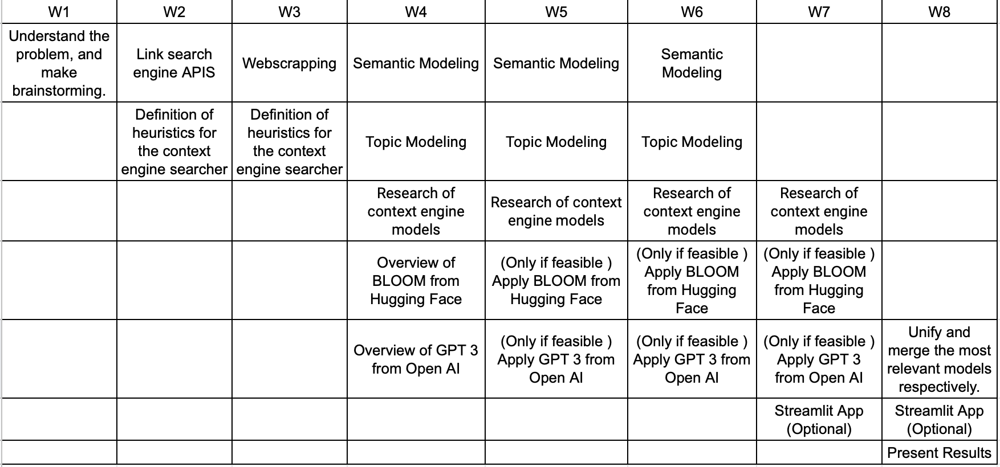 W1 W2 W3 W4 W5 W6 W7 W8
Understand the
problem, and
make
brainstorming.
Link search
engine APIS
Webscrapping
Semantic Modeling
Semantic Modeling
Semantic
Modeling
Definition of
heuristics for
the context
engine searcher
Definition of
heuristics for
the context
engine searcher
Topic Modeling
Topic Modeling
Topic Modeling
Research of
context engine
models
Research of context
engine models
Research of
context engine
models
Research of
context engine
models
Overview of
BLOOM from
Hugging Face
(Only if feasible )
Apply BLOOM from
Hugging Face
(Only if feasible )
Apply BLOOM
from Hugging
Face
(Only if feasible )
Apply BLOOM
from Hugging
Face
Overview of GPT 3
from Open AI
(Only if feasible )
Apply GPT 3 from
Open AI
(Only if feasible )
Apply GPT 3 from
Open AI
(Only if feasible )
Apply GPT 3
from Open AI
Unify and
merge the most
relevant models
respectively.
Streamlit App
(Optional)
Streamlit App
(Optional)
Present Results